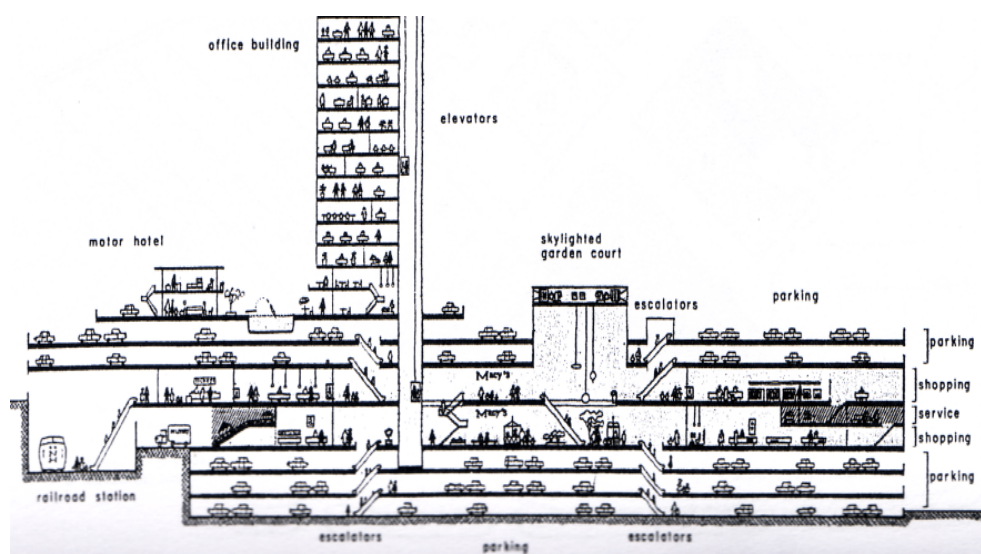 office building
elevators
motor hotel
skylighted
garden court
escalators
parking
parking
Macy's
shopping
Macy's
service
shopping
parking
railroad station
escalators
parking
escalators